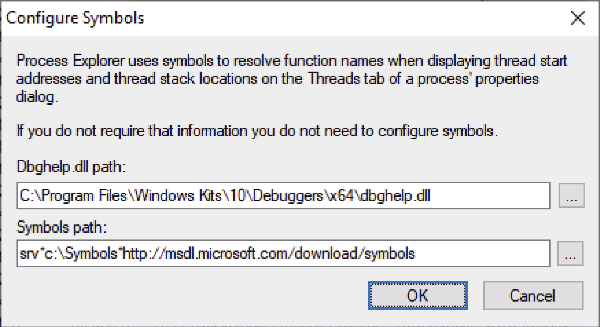 Configure Symbols
Process Explorer uses symbols to resolve function names when displaying thread start
addresses and thread stack locations on the Threads tab of a process' properties
dialog.
If you do not require that information you do not need to configure symbols.
Dbghelp.dll path:
C:\Program Files\Windows Kits\10\Debuggers\x64\dbghelp.dll
...
Symbols path:
srv*c:\Symbols*http://msdl.microsoft.com/download/symbols
...
OK Cancel